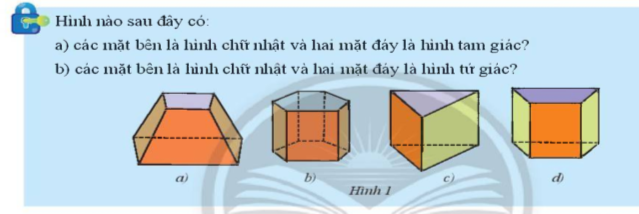 Hình nào sau đây có:
a) các mặt bên là hình chữ nhật và hai mặt đáy là hình tam giác?
b) các mặt bên là hình chữ nhật và hai mặt đáy là hình tứ giác?
a) b) c) d)
Hình 1